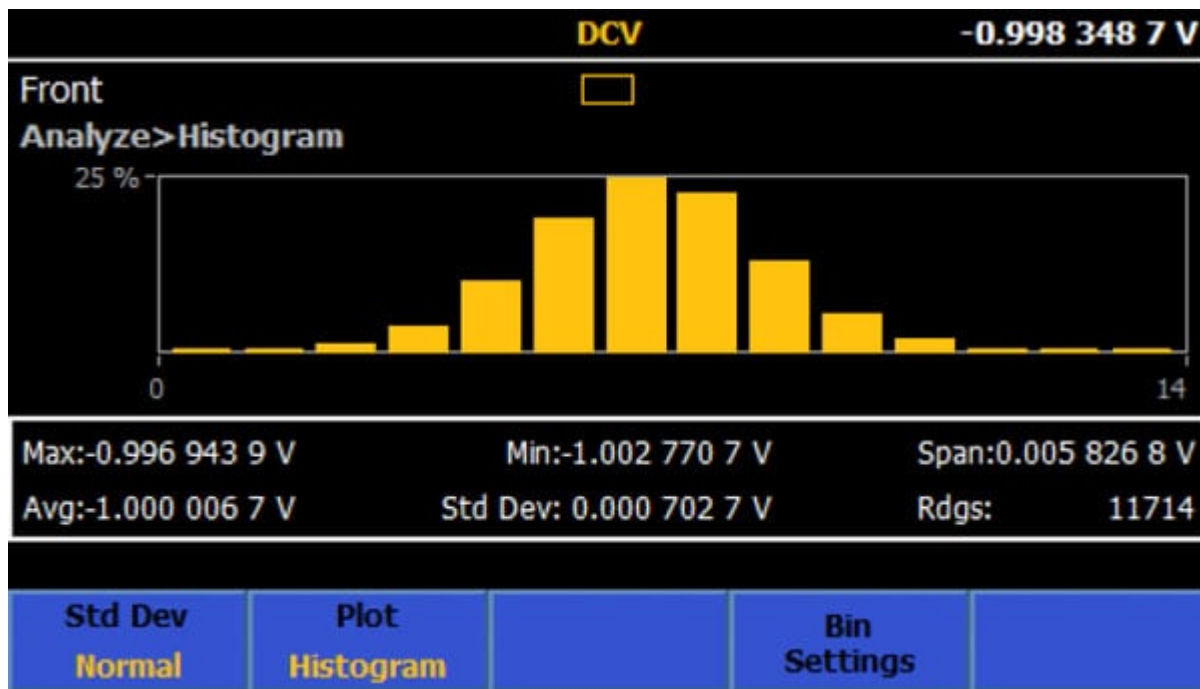 DCV -0.998 348 7 V
Front
Analyze>Histogram
25 %
0 14
Max:-0.996 943 9 V Min:-1.002 770 7 V Span:0.005 826 8 V
Avg:-1.000 006 7 V Std Dev: 0.000 702 7 V Rdgs: 11714
Std Dev Plot Bin
Normal Histogram Settings